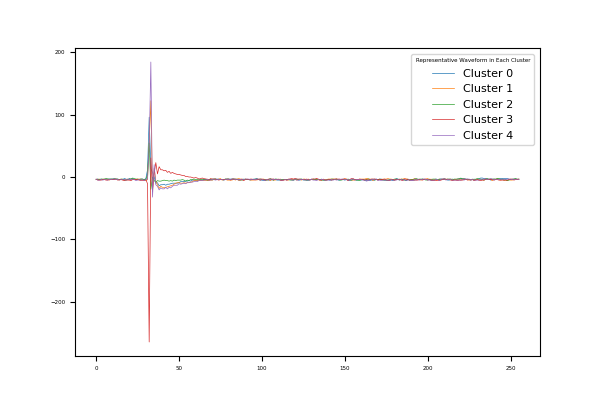 200
100
0
−100
−200
0
50
100
150
200
250
Representative Waveform in Each Cluster
Cluster 0
Cluster 1
Cluster 2
Cluster 3
Cluster 4